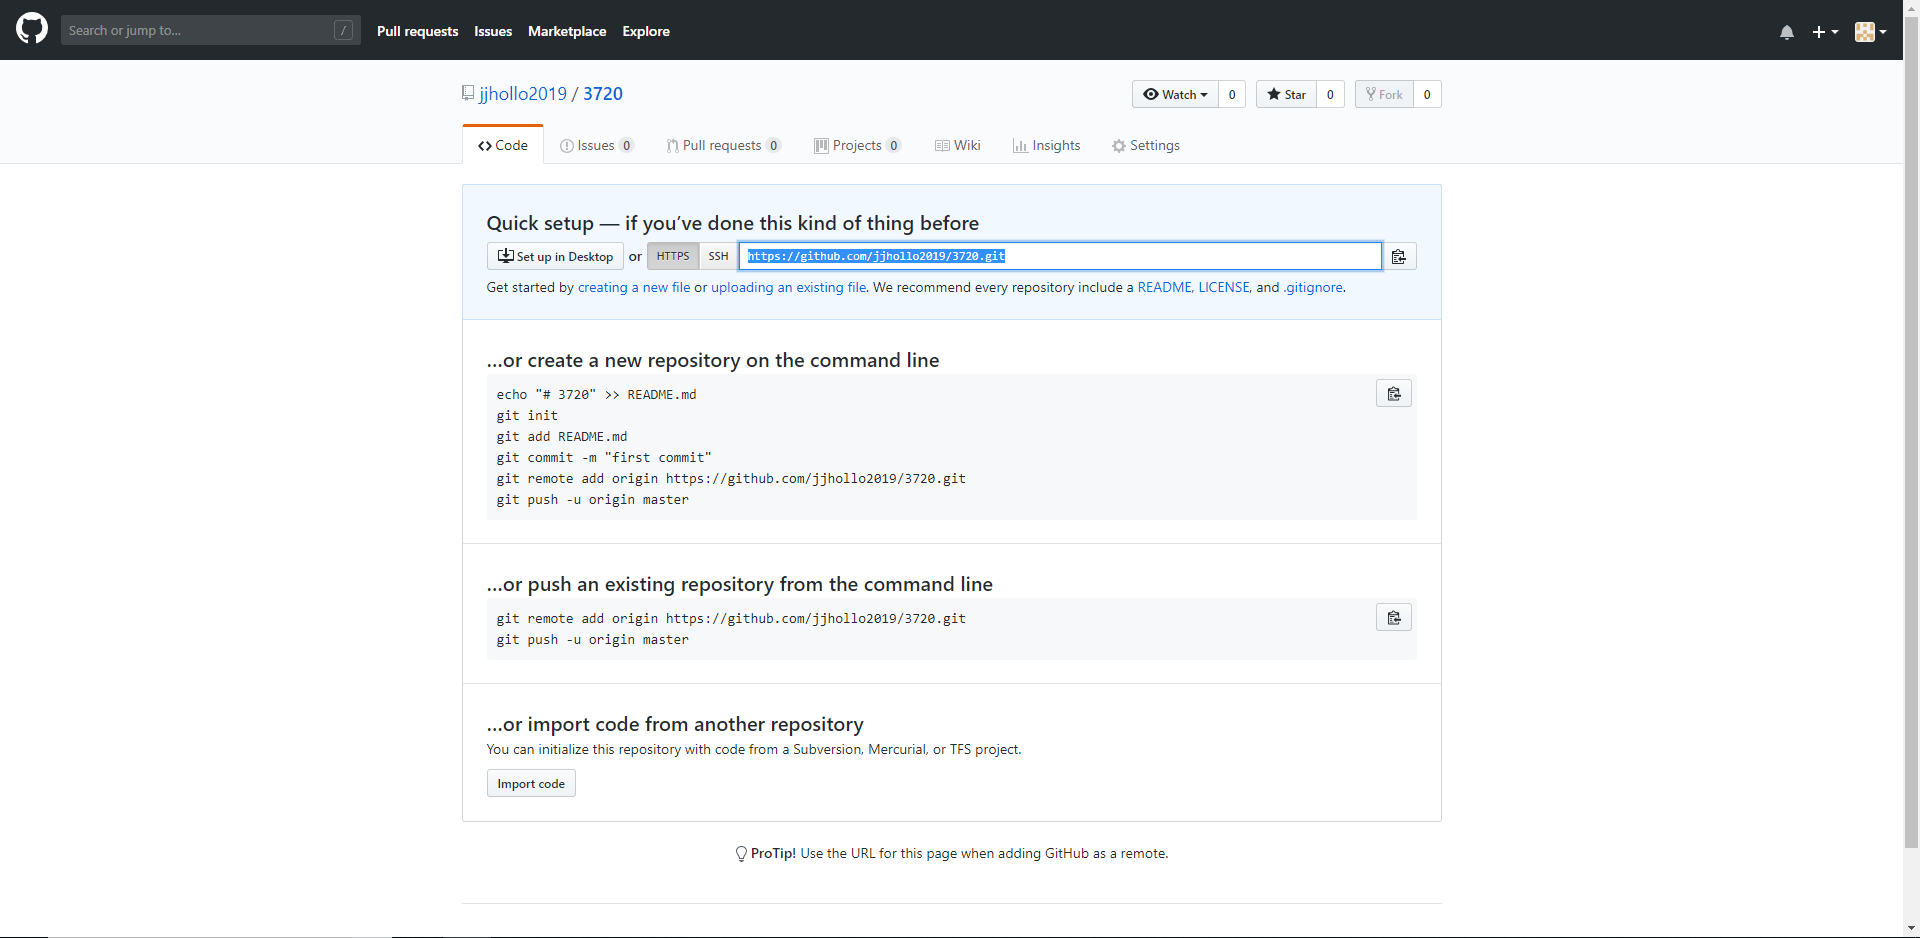 Search or jump to... /
Pull requests Issues Marketplace Explore
jjhollo2019 / 3720
Watch 0 Star 0 Fork 0
Code Issues 0 Pull requests 0 Projects 0 Wiki Insights Settings
Quick setup — if you’ve done this kind of thing before
Set up in Desktop or HTTPS SSH https://github.com/jjhollo2019/3720.git
Get started by creating a new file or uploading an existing file. We recommend every repository include a README, LICENSE, and .gitignore.
…or create a new repository on the command line
echo "# 3720" >> README.md
git init
git add README.md
git commit -m "first commit"
git remote add origin https://github.com/jjhollo2019/3720.git
git push -u origin master
…or push an existing repository from the command line
git remote add origin https://github.com/jjhollo2019/3720.git
git push -u origin master
…or import code from another repository
You can initialize this repository with code from a Subversion, Mercurial, or TFS project.
Import code
ProTip! Use the URL for this page when adding GitHub as a remote.